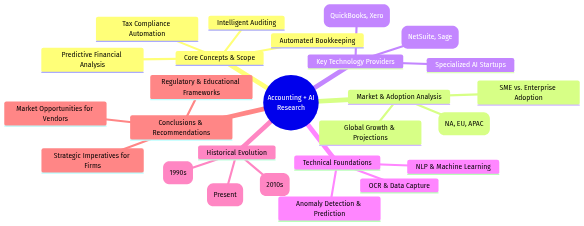 Accounting + AI
Research
Core Concepts & Scope
Tax Compliance
Automation
Intelligent Auditing
Automated Bookkeeping
Predictive Financial
Analysis
Key Technology Providers
QuickBooks, Xero
NetSuite, Sage
Specialized AI Startups
Market & Adoption Analysis
SME vs. Enterprise
Adoption
NA, EU, APAC
Global Growth &
Projections
Technical Foundations
NLP & Machine Learning
OCR & Data Capture
Anomaly Detection &
Prediction
Historical Evolution
1990s
Present
2010s
Conclusions &
Recommendations
Regulatory & Educational
Frameworks
Market Opportunities for
Vendors
Strategic Imperatives for
Firms